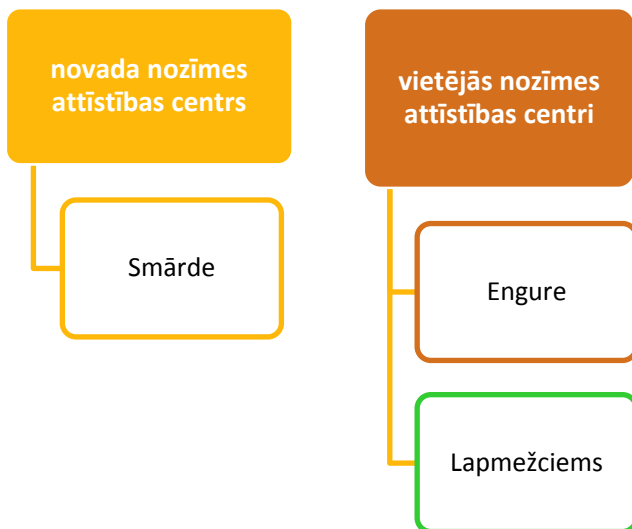 novada nozīmes
attīstības centrs
Smārde
vietējās nozīmes
attīstības centri
Engure
Lapmežciems